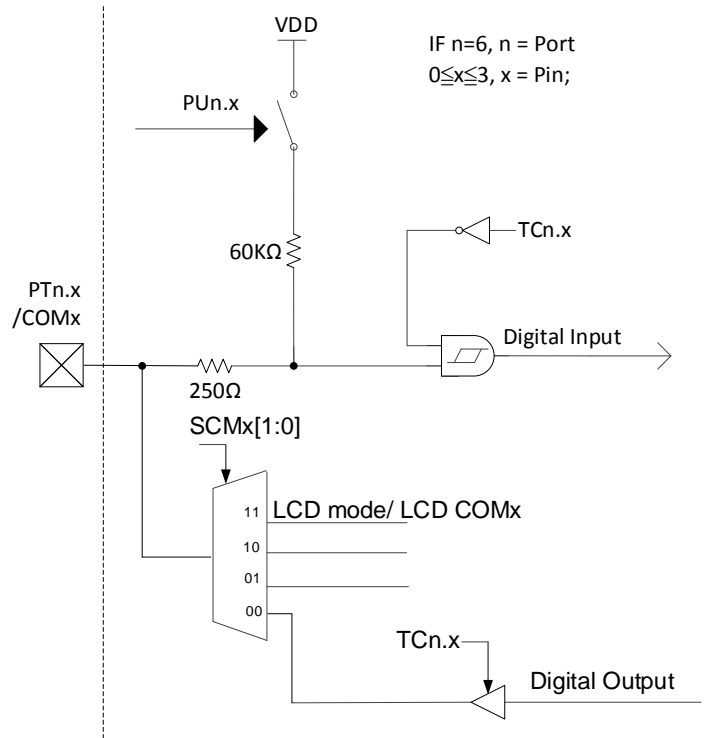 VDD
IF n=6, n = Port
0≦x≦3, x = Pin;
PUn.x
TCn.x
60KΩ
PTn.x
/COMx
Digital Input
250Ω
SCMx[1:0]
11
LCD mode/ LCD COMx
10
01
00
TCn.x
Digital Output